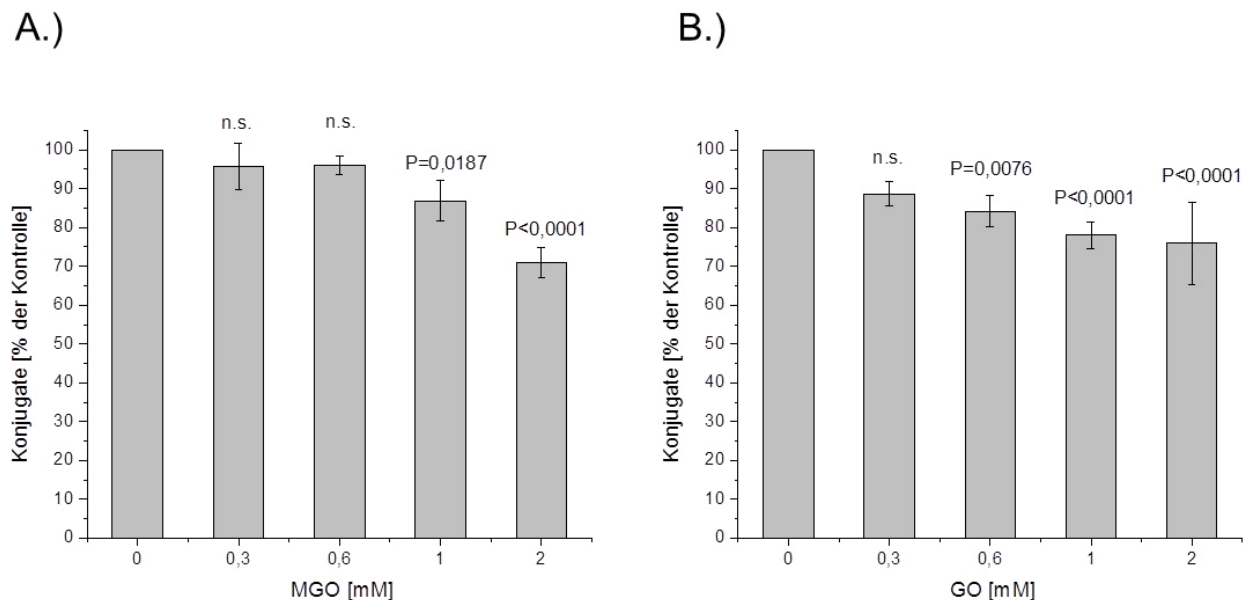 A.)
n.s.
n.s.
P=0,0187
P<0,0001
Konjugate [% der Kontrolle]
100
90
80
70
60
50
40
30
20
10
0
0
0,3
0,6
1
2
MGO [mM]
B.)
n.s.
P=0,0076
P<0,0001
P<0,0001
Konjugate [% der Kontrolle]
100
90
80
70
60
50
40
30
20
10
0
0
0,3
0,6
1
2
GO [mM]